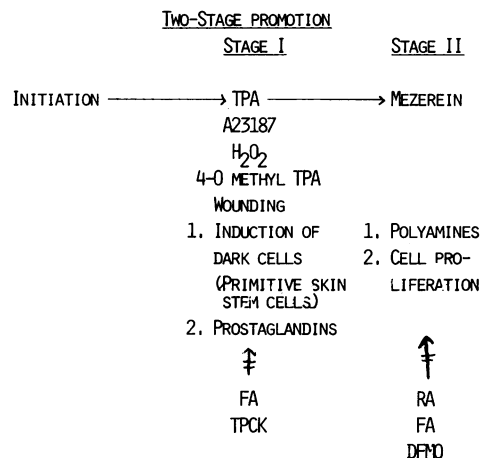 TWO-STAGE PROMOTION
STAGE I STAGE II
INITIATION TPA MEZEREIN
A23187
H2O2
4-O METHYL TPA
WOUNDING
1. INDUCTION OF 1. POLYAMINES
DARK CELLS 2. CELL PRO-
(PRIMITIVE SKIN LIFERATION
STEM CELLS)
2. PROSTAGLANDINS
FA RA
TPCK FA
DFMO